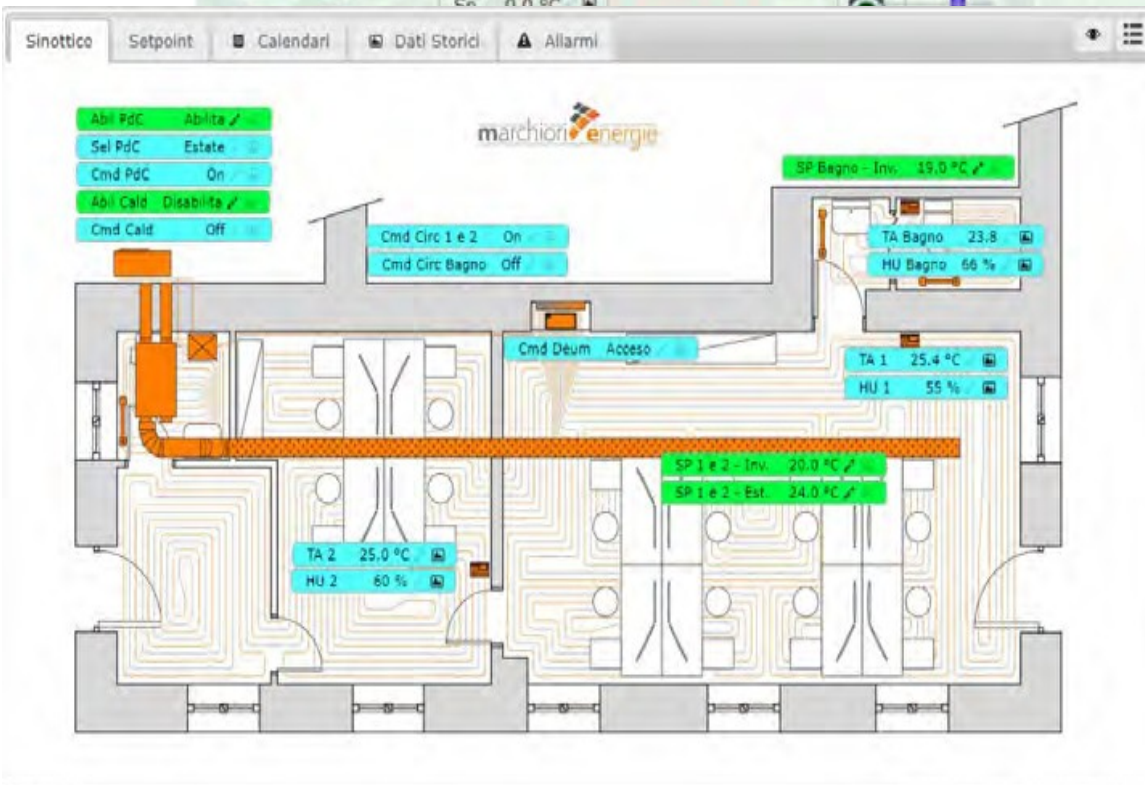 Sp 0.0 °C
Sinottico Setpoint Calendari Dati Storici Allarmi
marchiori energie
Abil PdC Abilita
Sel PdC Estate
Cmd PdC On
Abil Cald Disabilita
Cmd Cald Off
Cmd Circ 1 e 2 On
Cmd Circ Bagno Off
SP Bagno - Inv. 19.0 °C
TA Bagno 23.8
HU Bagno 66 %
Cmd Deum Acceso
TA 1 25.4 °C
HU 1 55 %
SP 1 e 2 - Inv. 20.0 °C
SP 1 e 2 - Est. 24.0 °C
TA 2 25.0 °C
HU 2 60 %